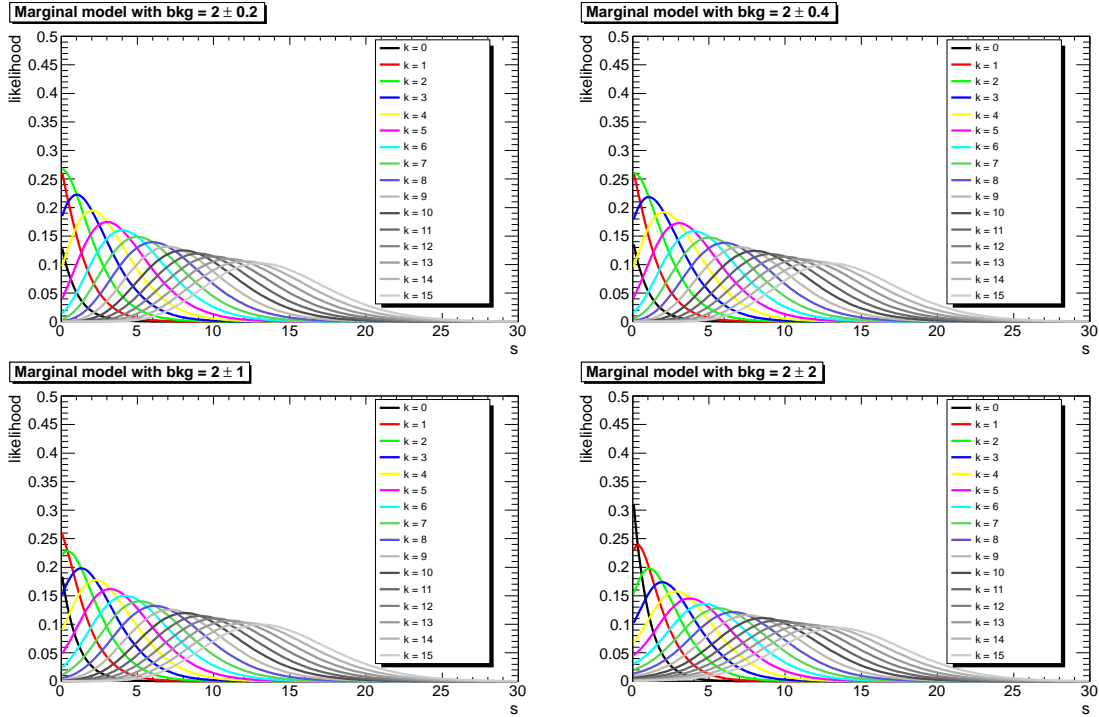 Marginal model with bkg = 2 ± 0.2
likelihood
0.5
0.45
0.4
0.35
0.3
0.25
0.2
0.15
0.1
0.05
0
0 5 10 15 20 25 30
s
k = 0
k = 1
k = 2
k = 3
k = 4
k = 5
k = 6
k = 7
k = 8
k = 9
k = 10
k = 11
k = 12
k = 13
k = 14
k = 15
Marginal model with bkg = 2 ± 0.4
likelihood
0.5
0.45
0.4
0.35
0.3
0.25
0.2
0.15
0.1
0.05
0
0 5 10 15 20 25 30
s
k = 0
k = 1
k = 2
k = 3
k = 4
k = 5
k = 6
k = 7
k = 8
k = 9
k = 10
k = 11
k = 12
k = 13
k = 14
k = 15
Marginal model with bkg = 2 ± 1
likelihood
0.5
0.45
0.4
0.35
0.3
0.25
0.2
0.15
0.1
0.05
0
0 5 10 15 20 25 30
s
k = 0
k = 1
k = 2
k = 3
k = 4
k = 5
k = 6
k = 7
k = 8
k = 9
k = 10
k = 11
k = 12
k = 13
k = 14
k = 15
Marginal model with bkg = 2 ± 2
likelihood
0.5
0.45
0.4
0.35
0.3
0.25
0.2
0.15
0.1
0.05
0
0 5 10 15 20 25 30
s
k = 0
k = 1
k = 2
k = 3
k = 4
k = 5
k = 6
k = 7
k = 8
k = 9
k = 10
k = 11
k = 12
k = 13
k = 14
k = 15